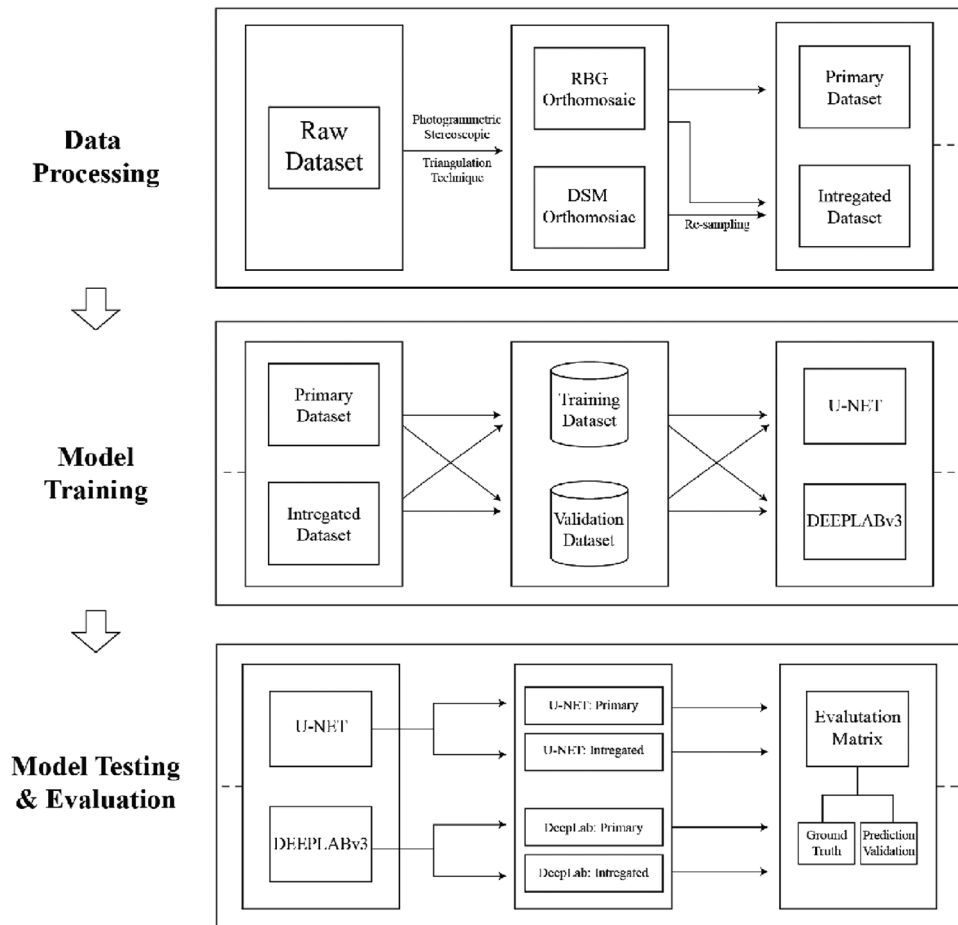 Data
Processing
Raw
Dataset
Photogrammetric
Stereoscopic
Triangulation
Technique
RBG
Orthomosaic
DSM
Orthomosiac
Re-sampling
Primary
Dataset
Intregated
Dataset
Model
Training
Primary
Dataset
Intregated
Dataset
Training
Dataset
Validation
Dataset
U-NET
DEEPLABv3
Model Testing
& Evaluation
U-NET
DEEPLABv3
U-NET: Primary
U-NET: Intregated
DeepLab: Primary
DeepLab: Intregated
Evalutation
Matrix
Ground
Truth
Prediction
Validation